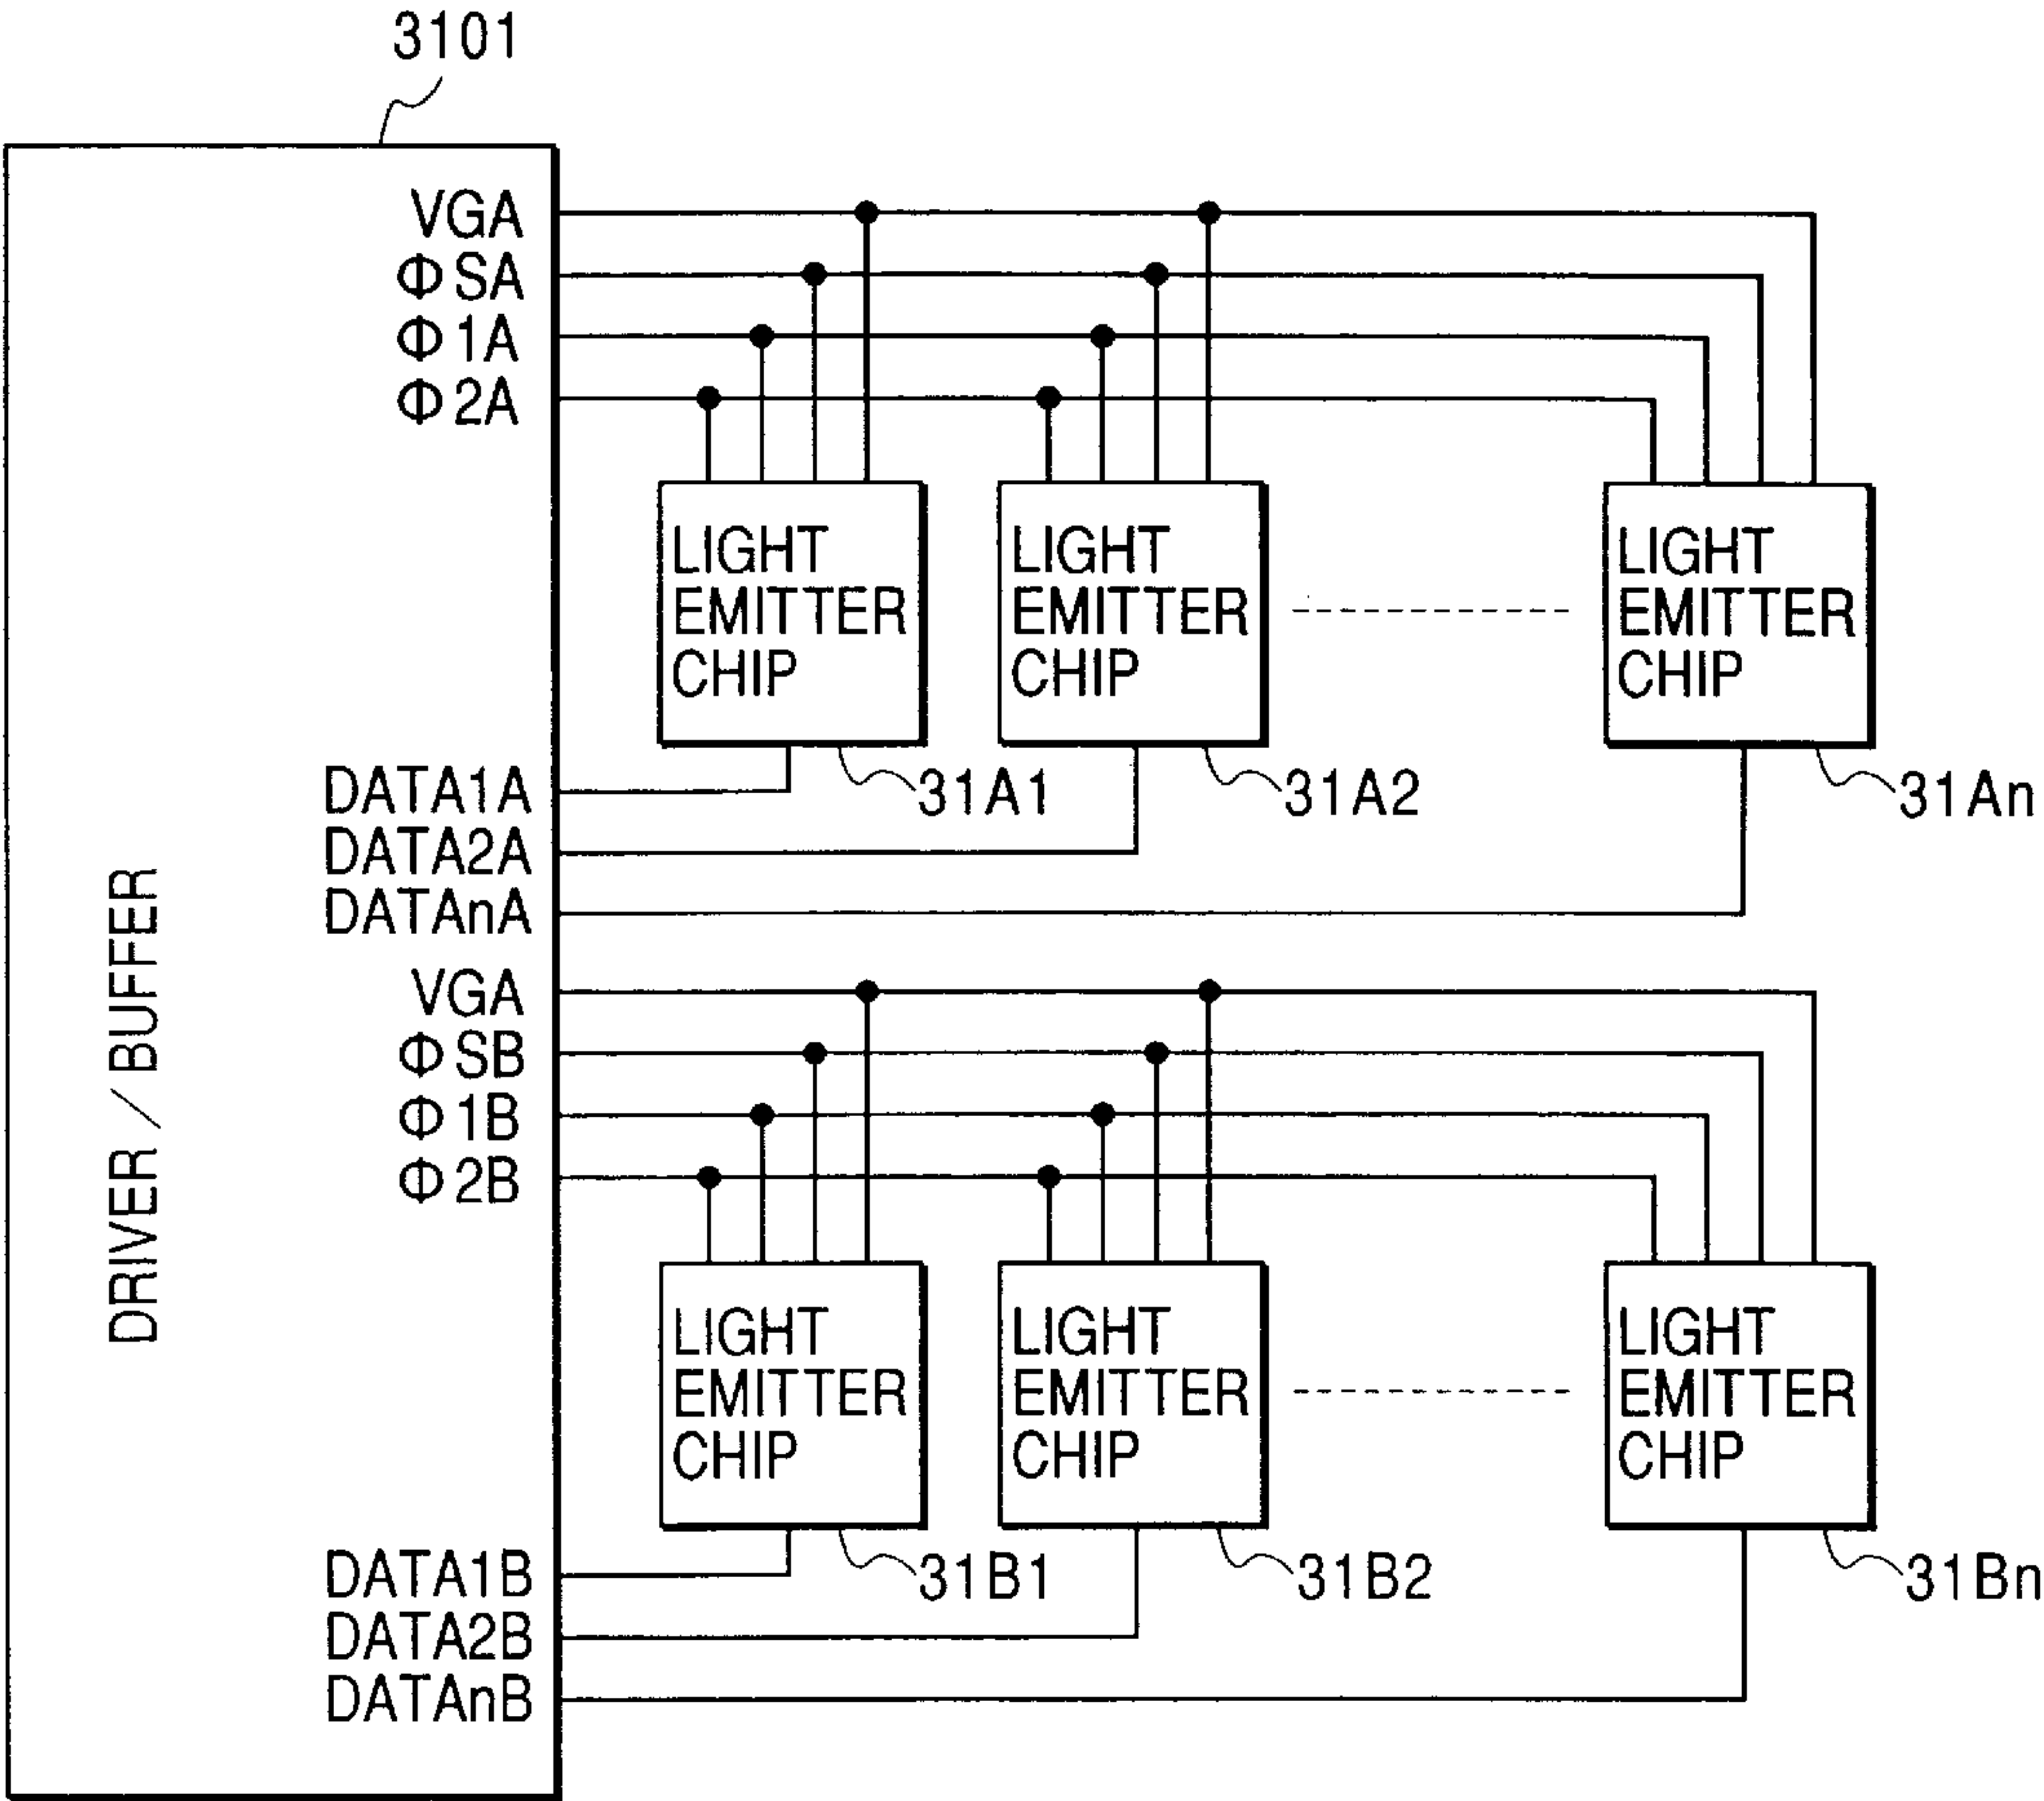 3101
VGA
ΦSA
Φ1A
Φ2A
LIGHT
EMITTER
CHIP
LIGHT
EMITTER
CHIP
LIGHT
EMITTER
CHIP
31A1
31A2
31An
DATA1A
DATA2A
DATAnA
DRIVER / BUFFER
VGA
ΦSB
Φ1B
Φ2B
LIGHT
EMITTER
CHIP
LIGHT
EMITTER
CHIP
LIGHT
EMITTER
CHIP
31B1
31B2
31Bn
DATA1B
DATA2B
DATAnB